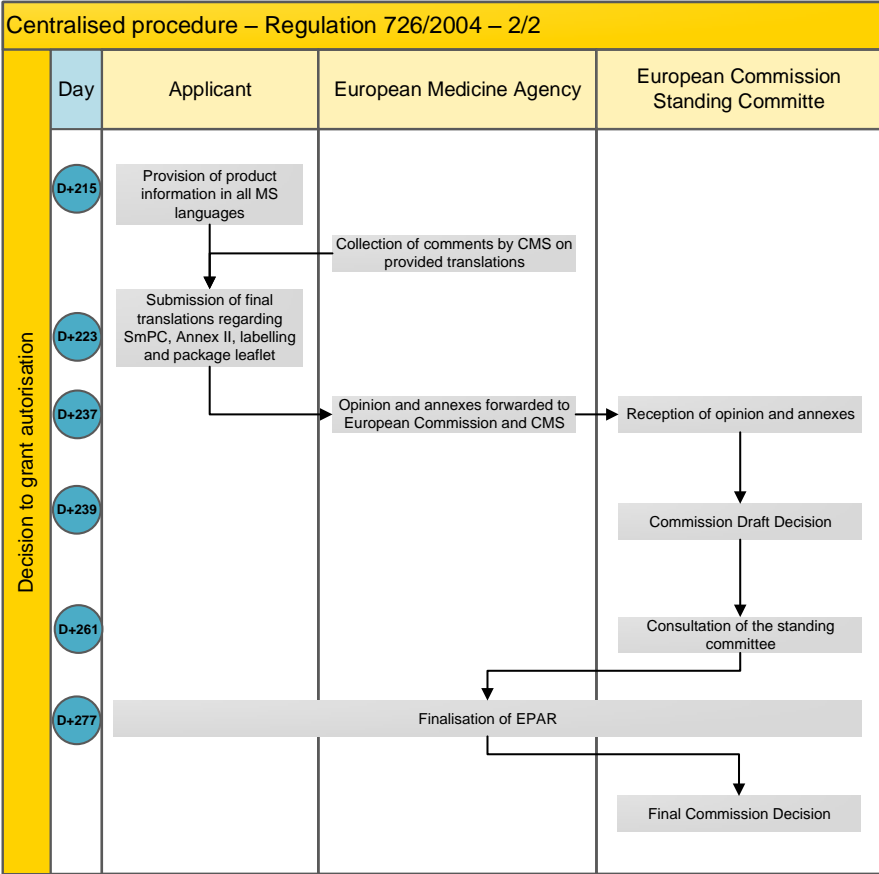 Centralised procedure – Regulation 726/2004 – 2/2
Day
Applicant
European Medicine Agency
European Commission
Standing Committe
Decision to grant autorisation
D+215
Provision of product
information in all MS
languages
Collection of comments by CMS on
provided translations
D+223
Submission of final
translations regarding
SmPC, Annex II, labelling
and package leaflet
D+237
Opinion and annexes forwarded to
European Commission and CMS
Reception of opinion and annexes
D+239
Commission Draft Decision
D+261
Consultation of the standing
committee
D+277
Finalisation of EPAR
Final Commission Decision